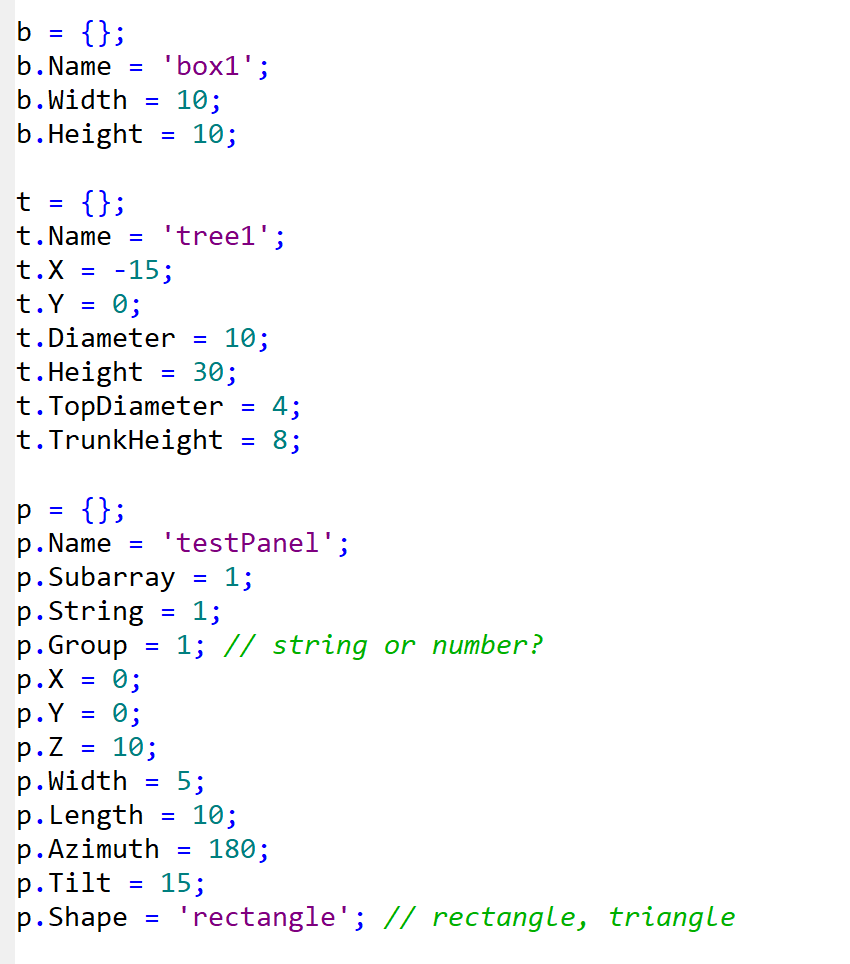 b = {};
b.Name = 'box1';
b.Width = 10;
b.Height = 10;
t = {};
t.Name = 'tree1';
t.X = -15;
t.Y = 0;
t.Diameter = 10;
t.Height = 30;
t.TopDiameter = 4;
t.TrunkHeight = 8;
p = {};
p.Name = 'testPanel';
p.Subarray = 1;
p.String = 1;
p.Group = 1; // string or number?
p.X = 0;
p.Y = 0;
p.Z = 10;
p.Width = 5;
p.Length = 10;
p.Azimuth = 180;
p.Tilt = 15;
p.Shape = 'rectangle'; // rectangle, triangle